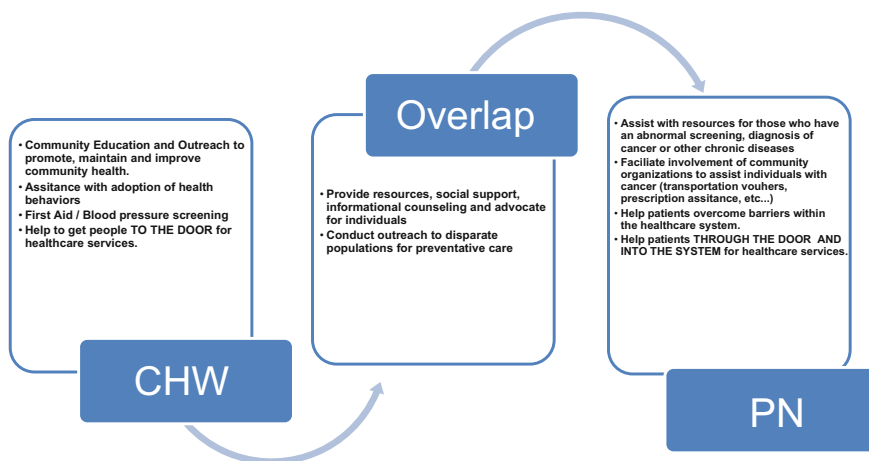 • Community Education and Outreach to
promote, maintain and improve
community health.
• Assitance with adoption of health
behaviors
• First Aid / Blood pressure screening
• Help to get people TO THE DOOR for
healthcare services.
CHW
Overlap
• Provide resources, social support,
informational counseling and advocate
for individuals
• Conduct outreach to disparate
populations for preventative care
• Assist with resources for those who have
an abnormal screening, diagnosis of
cancer or other chronic diseases
• Faciliate involvement of community
organizations to assist individuals with
cancer (transportation vouhers,
prescription assitance, etc...)
• Help patients overcome barriers within
the healthcare system.
• Help patients THROUGH THE DOOR AND
INTO THE SYSTEM for healthcare services.
PN